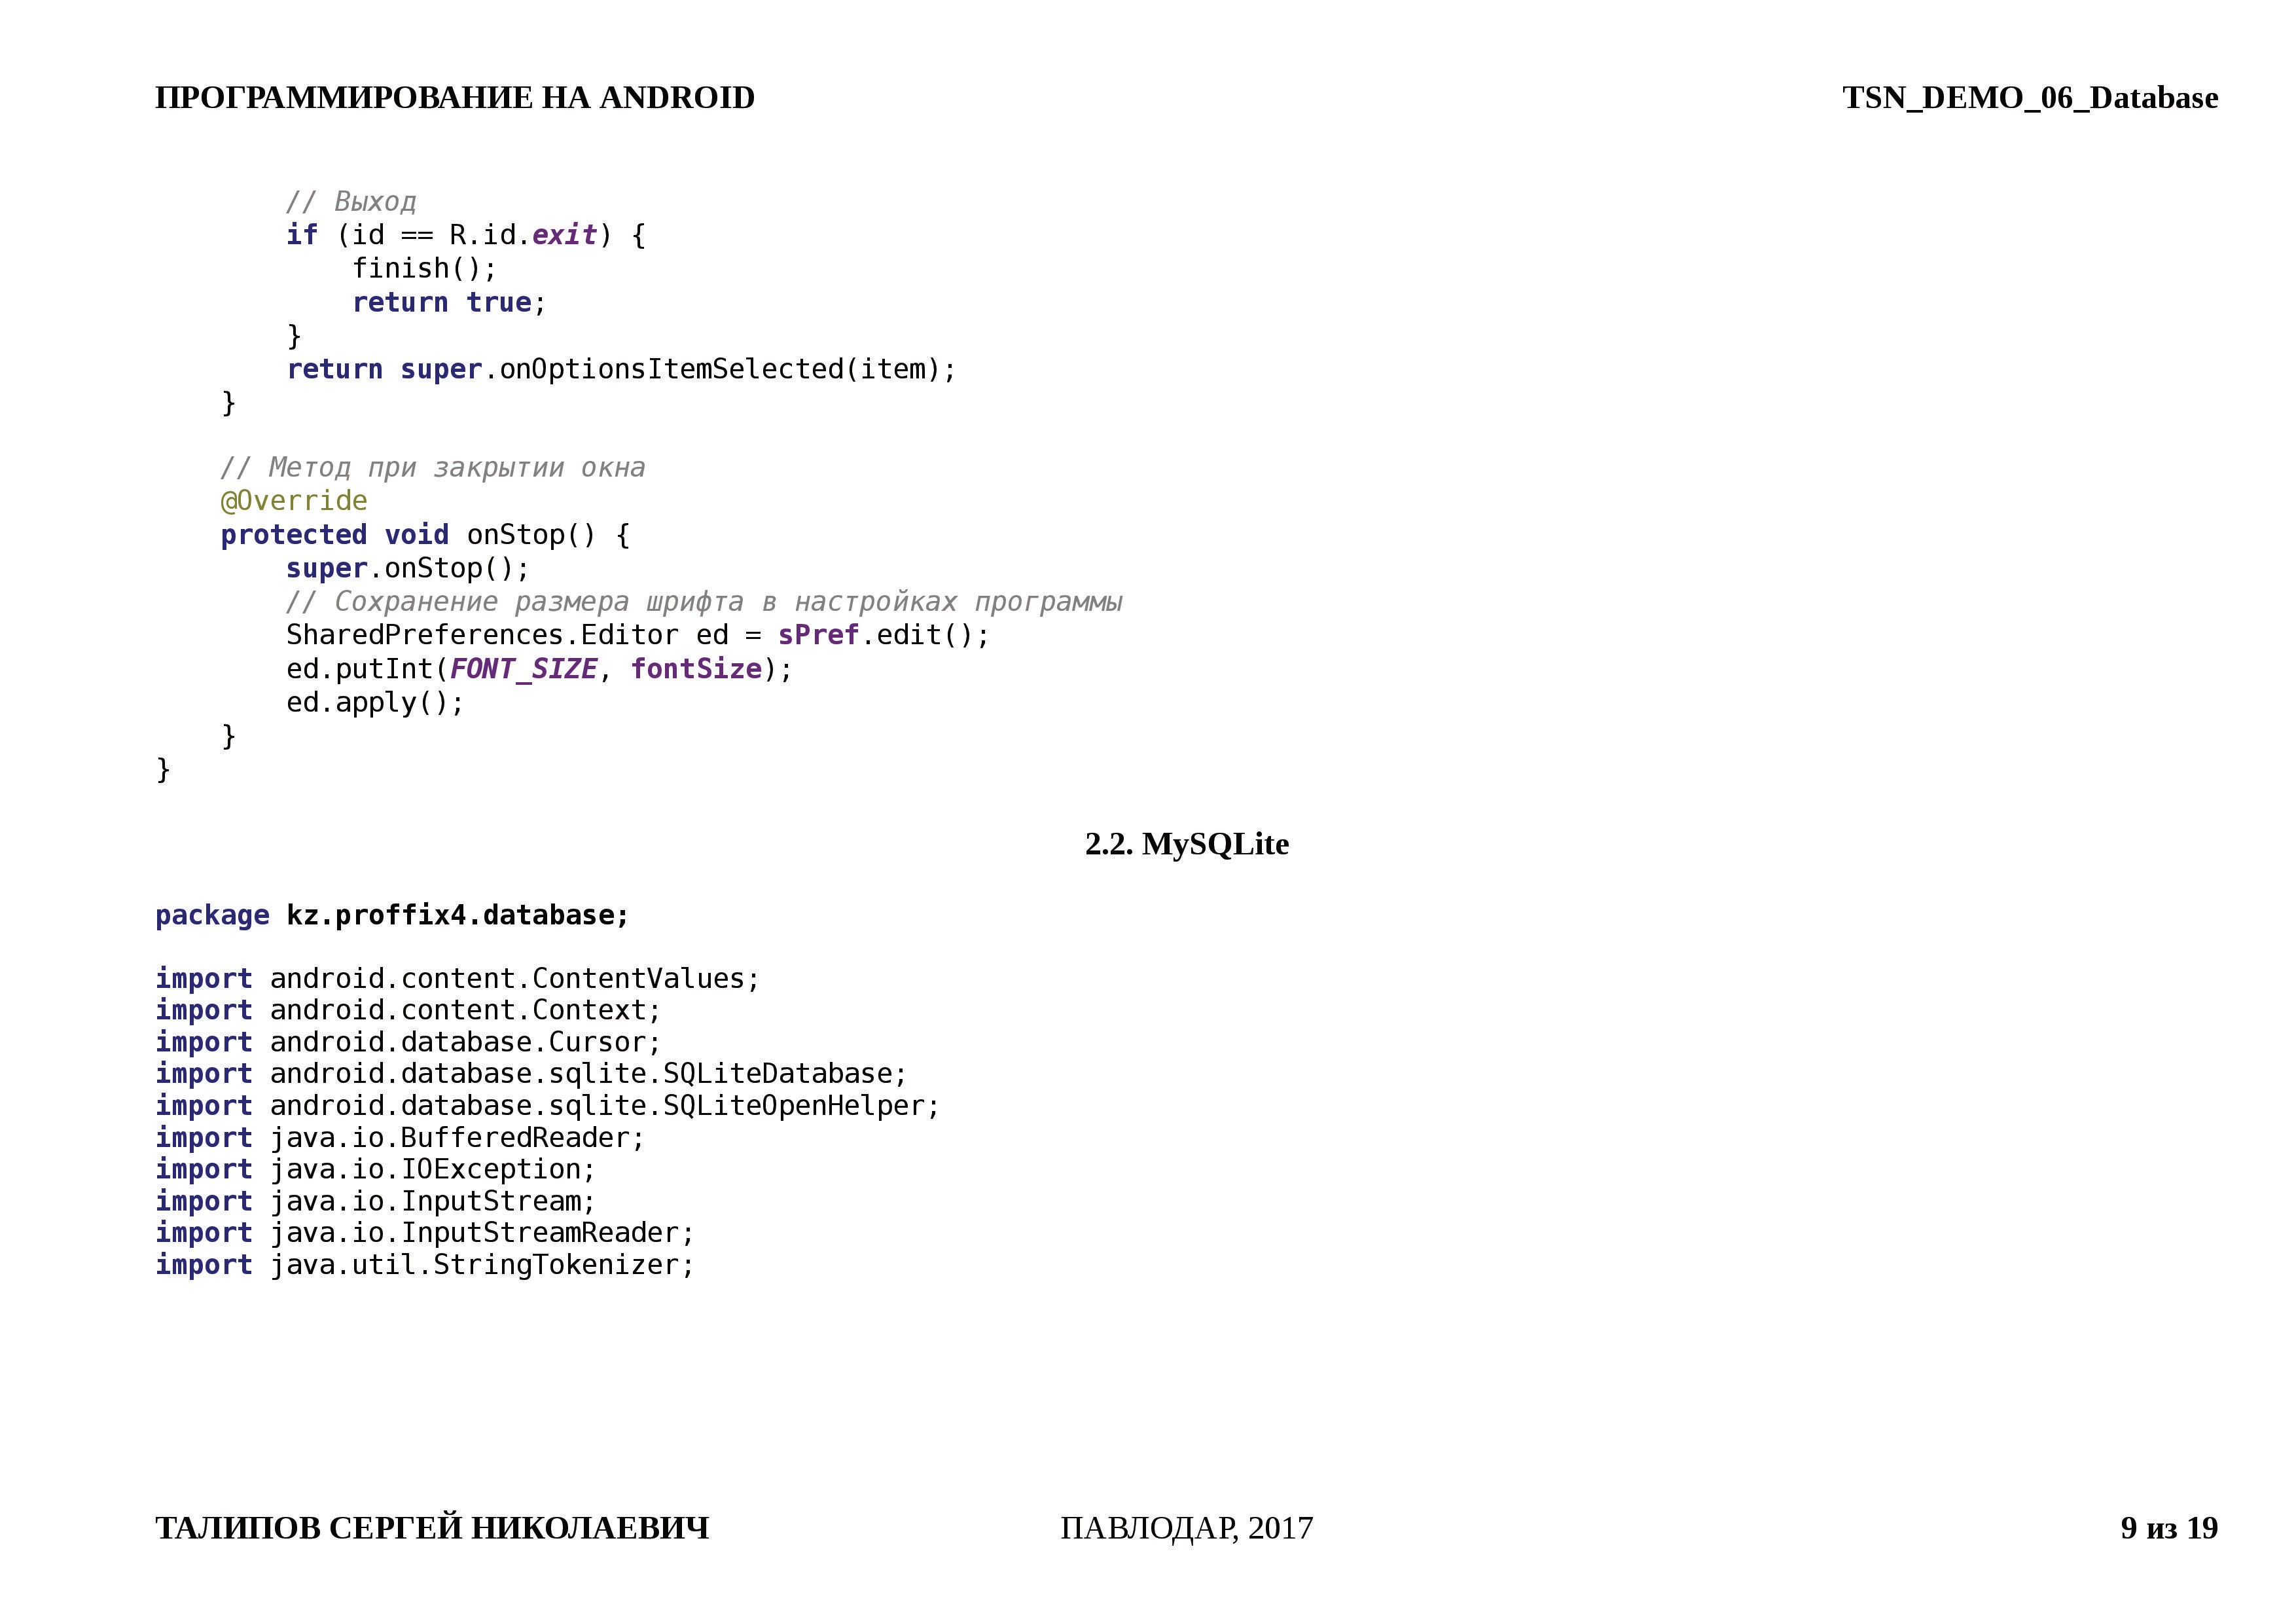 ПРОГРАММИРОВАНИЕ НА ANDROID TSN_DEMO_06_Database
        // Выход
        if (id == R.id.exit) {
            finish();
            return true;
        }
        return super.onOptionsItemSelected(item);
    }

    // Метод при закрытии окна
    @Override
    protected void onStop() {
        super.onStop();
        // Сохранение размера шрифта в настройках программы
        SharedPreferences.Editor ed = sPref.edit();
        ed.putInt(FONT_SIZE, fontSize);
        ed.apply();
    }
}
2.2. MySQLite
package kz.proffix4.database;

import android.content.ContentValues;
import android.content.Context;
import android.database.Cursor;
import android.database.sqlite.SQLiteDatabase;
import android.database.sqlite.SQLiteOpenHelper;
import java.io.BufferedReader;
import java.io.IOException;
import java.io.InputStream;
import java.io.InputStreamReader;
import java.util.StringTokenizer;
ТАЛИПОВ СЕРГЕЙ НИКОЛАЕВИЧ ПАВЛОДАР, 2017 9 из 19